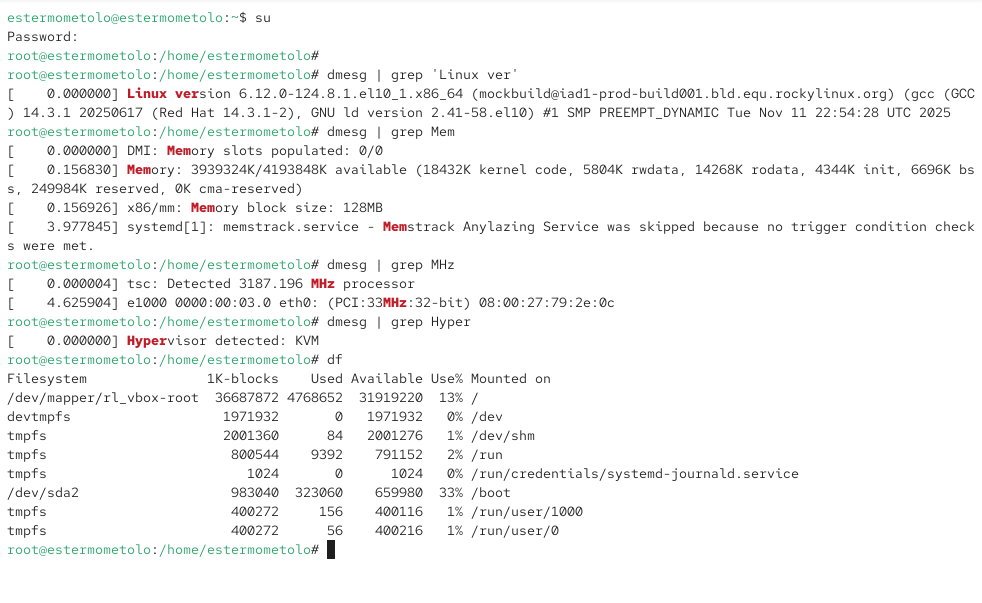 estermometolo@estermometolo:~$ su
Password:
root@estermometolo:/home/estermometolo#
root@estermometolo:/home/estermometolo# dmesg | grep 'Linux ver'
[    0.000000] Linux version 6.12.0-124.8.1.el10_1.x86_64 (mockbuild@iad1-prod-build001.bld.equ.rockylinux.org) (gcc (GCC
) 14.3.1 20250617 (Red Hat 14.3.1-2), GNU ld version 2.41-58.el10) #1 SMP PREEMPT_DYNAMIC Tue Nov 11 22:54:28 UTC 2025
root@estermometolo:/home/estermometolo# dmesg | grep Mem
[    0.000000] DMI: Memory slots populated: 0/0
[    0.156830] Memory: 3939324K/4193848K available (18432K kernel code, 5804K rwdata, 14268K rodata, 4344K init, 6696K bs
s, 249984K reserved, 0K cma-reserved)
[    0.156926] x86/mm: Memory block size: 128MB
[    3.977845] systemd[1]: memstrack.service - Memstrack Anylazing Service was skipped because no trigger condition check
s were met.
root@estermometolo:/home/estermometolo# dmesg | grep MHz
[    0.000004] tsc: Detected 3187.196 MHz processor
[    4.625904] e1000 0000:00:03.0 eth0: (PCI:33MHz:32-bit) 08:00:27:79:2e:0c
root@estermometolo:/home/estermometolo# dmesg | grep Hyper
[    0.000000] Hypervisor detected: KVM
root@estermometolo:/home/estermometolo# df
Filesystem               1K-blocks    Used Available Use% Mounted on
/dev/mapper/rl_vbox-root  36687872 4768652  31919220  13% /
devtmpfs                   1971932       0   1971932   0% /dev
tmpfs                      2001360      84   2001276   1% /dev/shm
tmpfs                       800544    9392    791152   2% /run
tmpfs                         1024       0      1024   0% /run/credentials/systemd-journald.service
/dev/sda2                   983040  323060    659980  33% /boot
tmpfs                       400272     156    400116   1% /run/user/1000
tmpfs                       400272      56    400216   1% /run/user/0
root@estermometolo:/home/estermometolo#